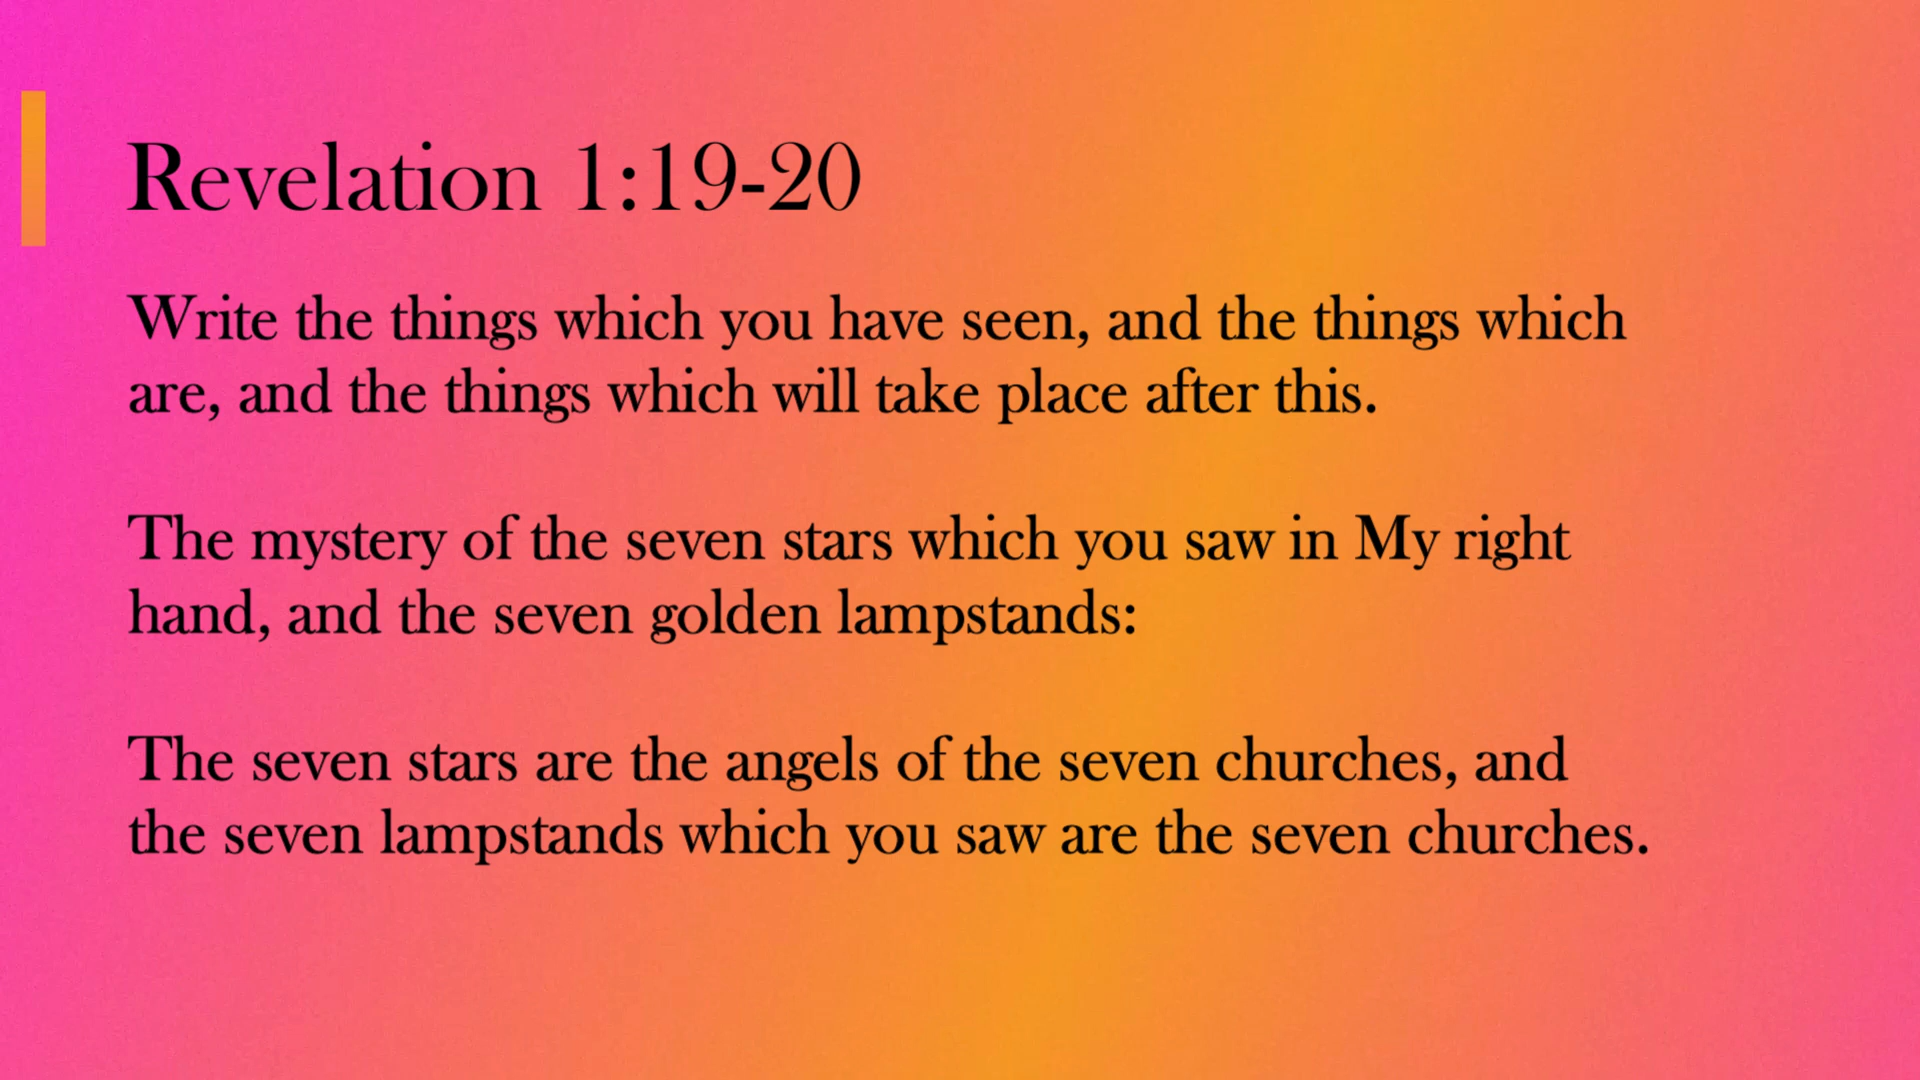 Revelation 1:19-20
Write the things which you have seen, and the things which
are, and the things which will take place after this.
The mystery of the seven stars which you saw in My right
hand, and the seven golden lampstands:
The seven stars are the angels of the seven churches, and
the seven lampstands which you saw are the seven churches.